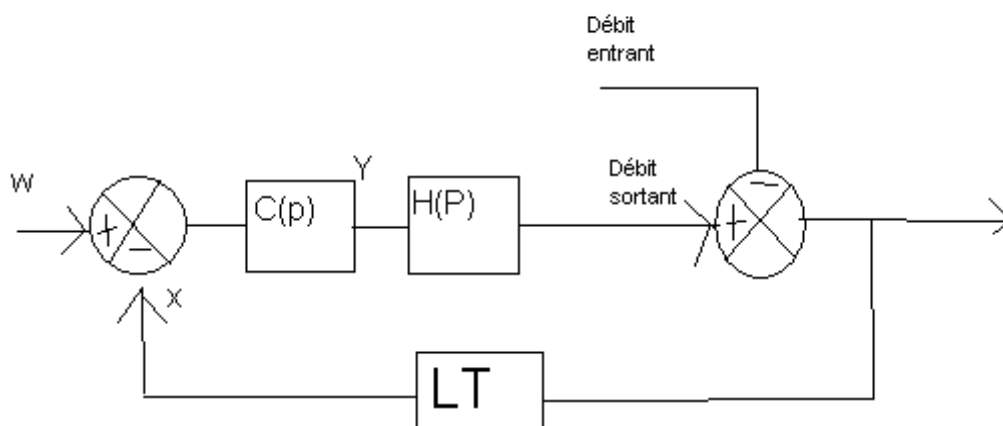 Débit
entrant
W
+
−
C(p)
Y
H(P)
Débit
sortant
+
−
X
LT